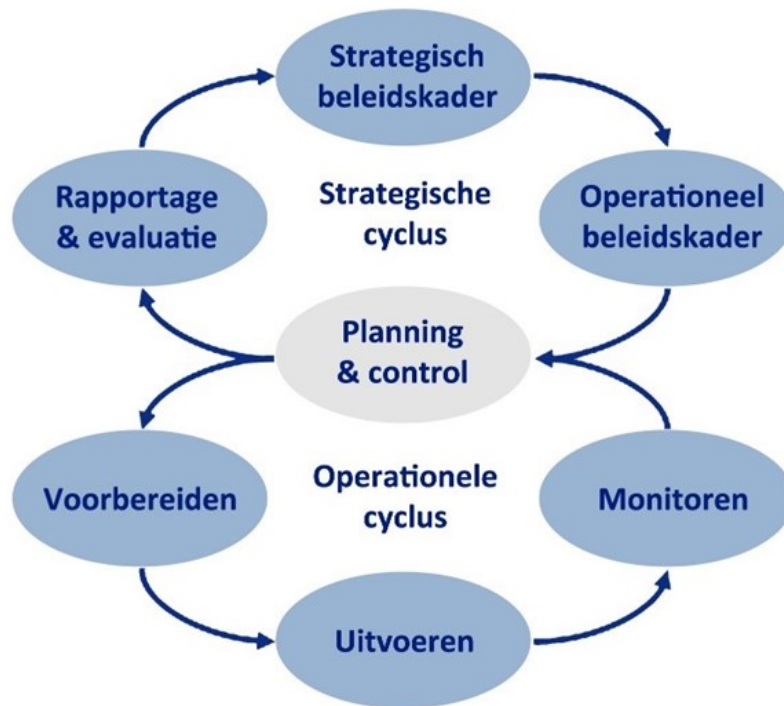 Strategisch
beleidskader
Rapportage
& evaluatie
Strategische
cyclus
Operationeel
beleidskader
Planning
& control
Voorbereiden
Operationele
cyclus
Monitoren
Uitvoeren